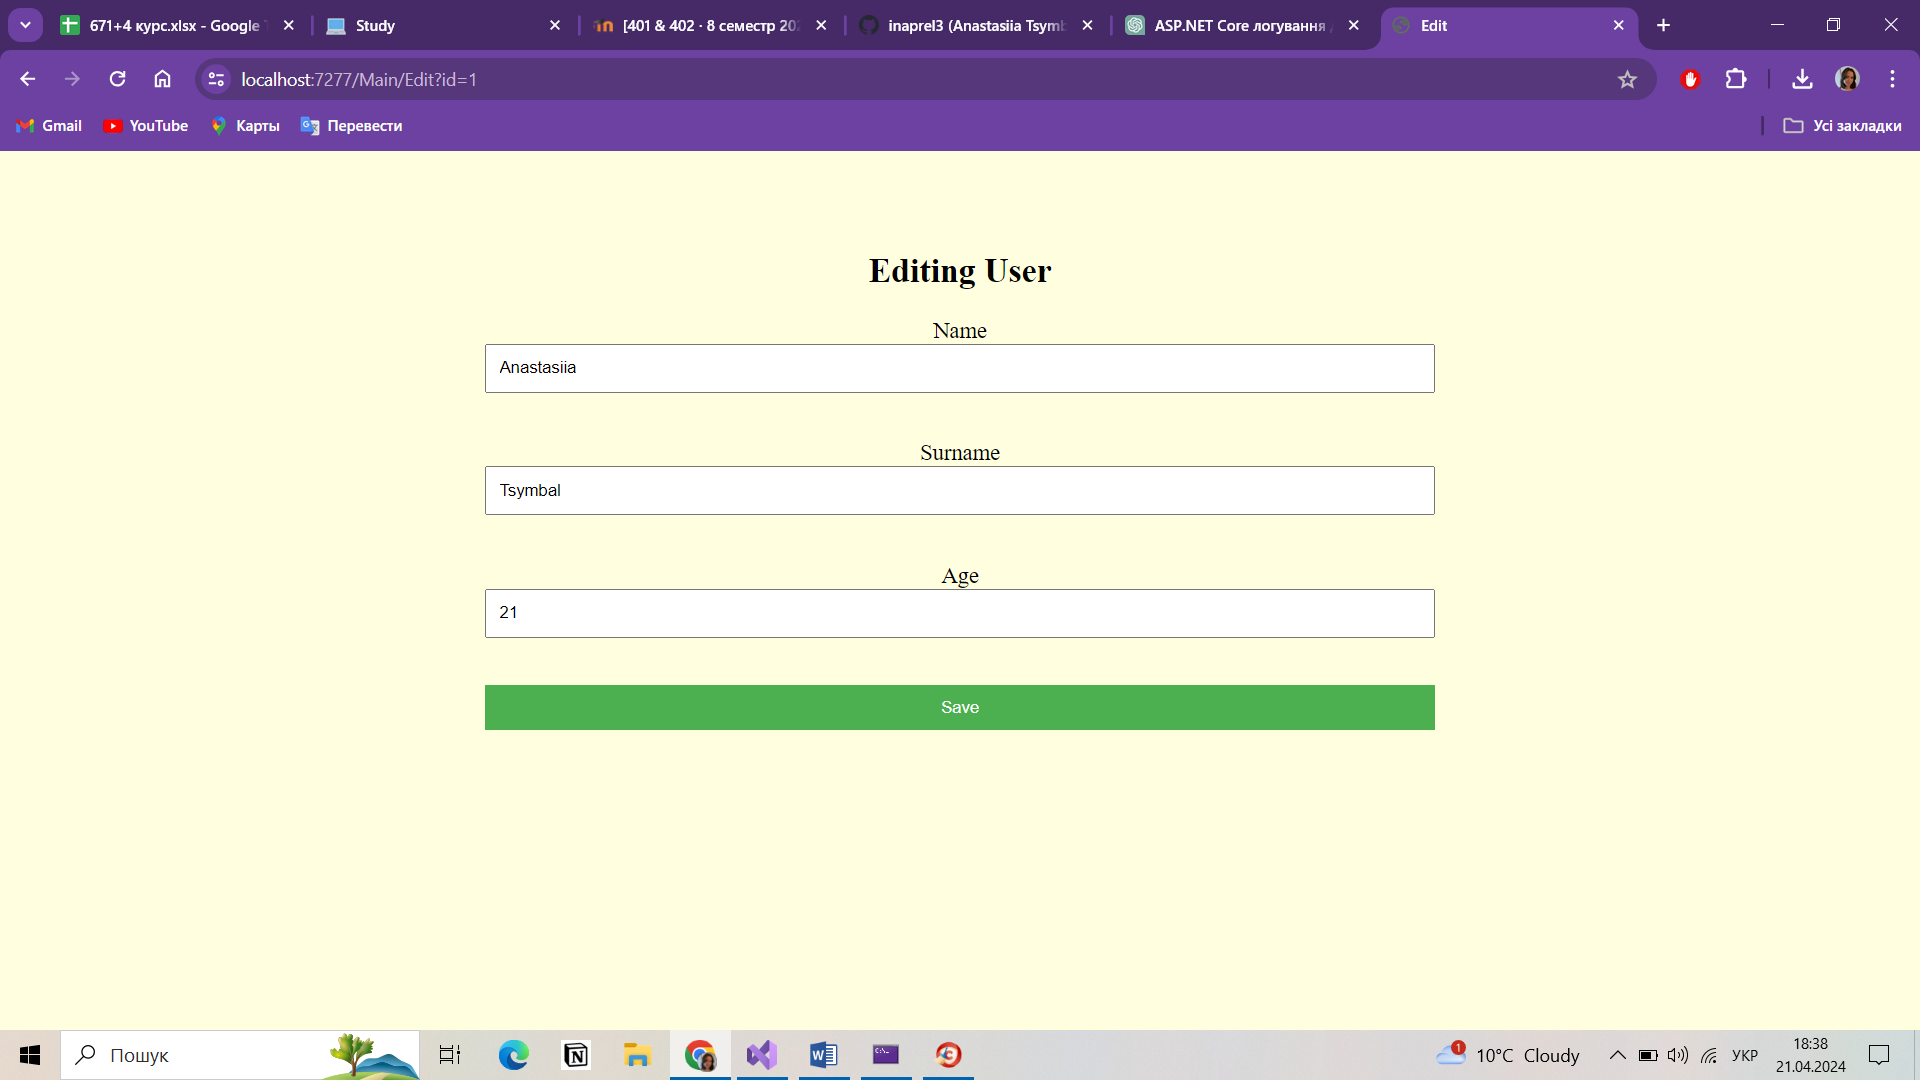 671+4 курс.xlsx - Google
Study
[401 & 402 · 8 семестр 202
inaprel3 (Anastasiia Tsymb
ASP.NET Core логування
Edit
localhost:7277/Main/Edit?id=1
Gmail
YouTube
Карты
Перевести
Усі закладки
Editing User
Name
Anastasiia
Surname
Tsymbal
Age
21
Save
Пошук
1
10°C Cloudy
УКР
18:38
21.04.2024